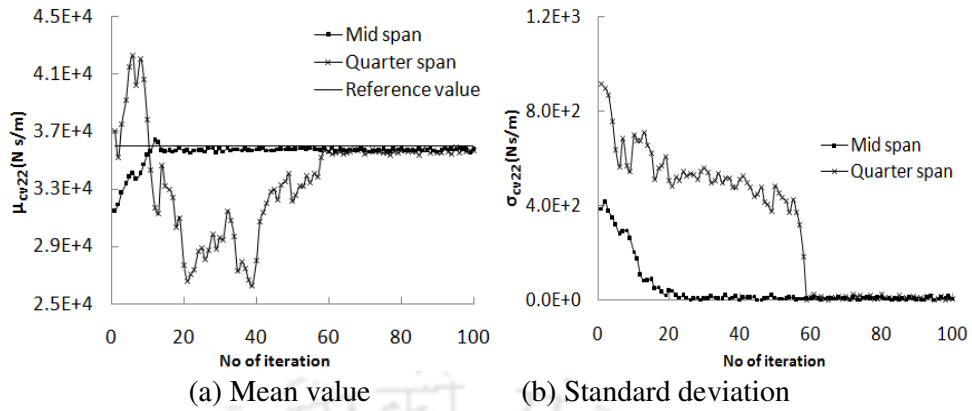 4.5E+4
4.1E+4
3.7E+4
3.3E+4
2.9E+4
2.5E+4
μcv22(N s/m)
Mid span
Quarter span
Reference value
0 20 40 60 80 100
No of iteration
(a) Mean value
1.2E+3
8.0E+2
4.0E+2
0.0E+0
σcv22(N s/m)
Mid span
Quarter span
0 20 40 60 80 100
No of iteration
(b) Standard deviation